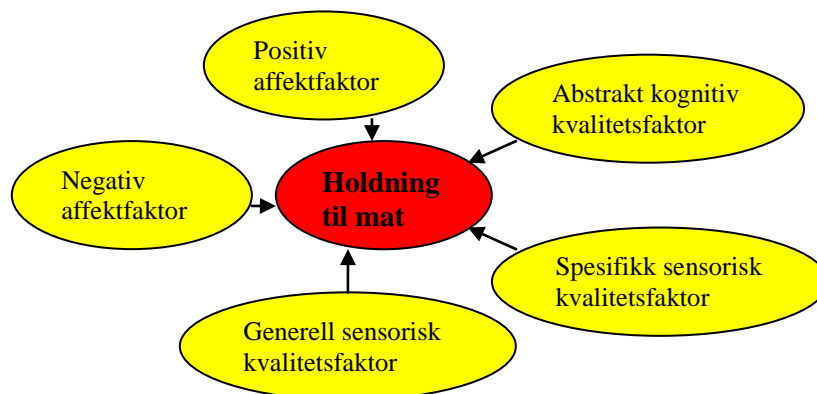 Positiv
affektfaktor
Abstrakt kognitiv
kvalitetsfaktor
Negativ
affektfaktor
Holdning
til mat
Spesifikk sensorisk
kvalitetsfaktor
Generell sensorisk
kvalitetsfaktor